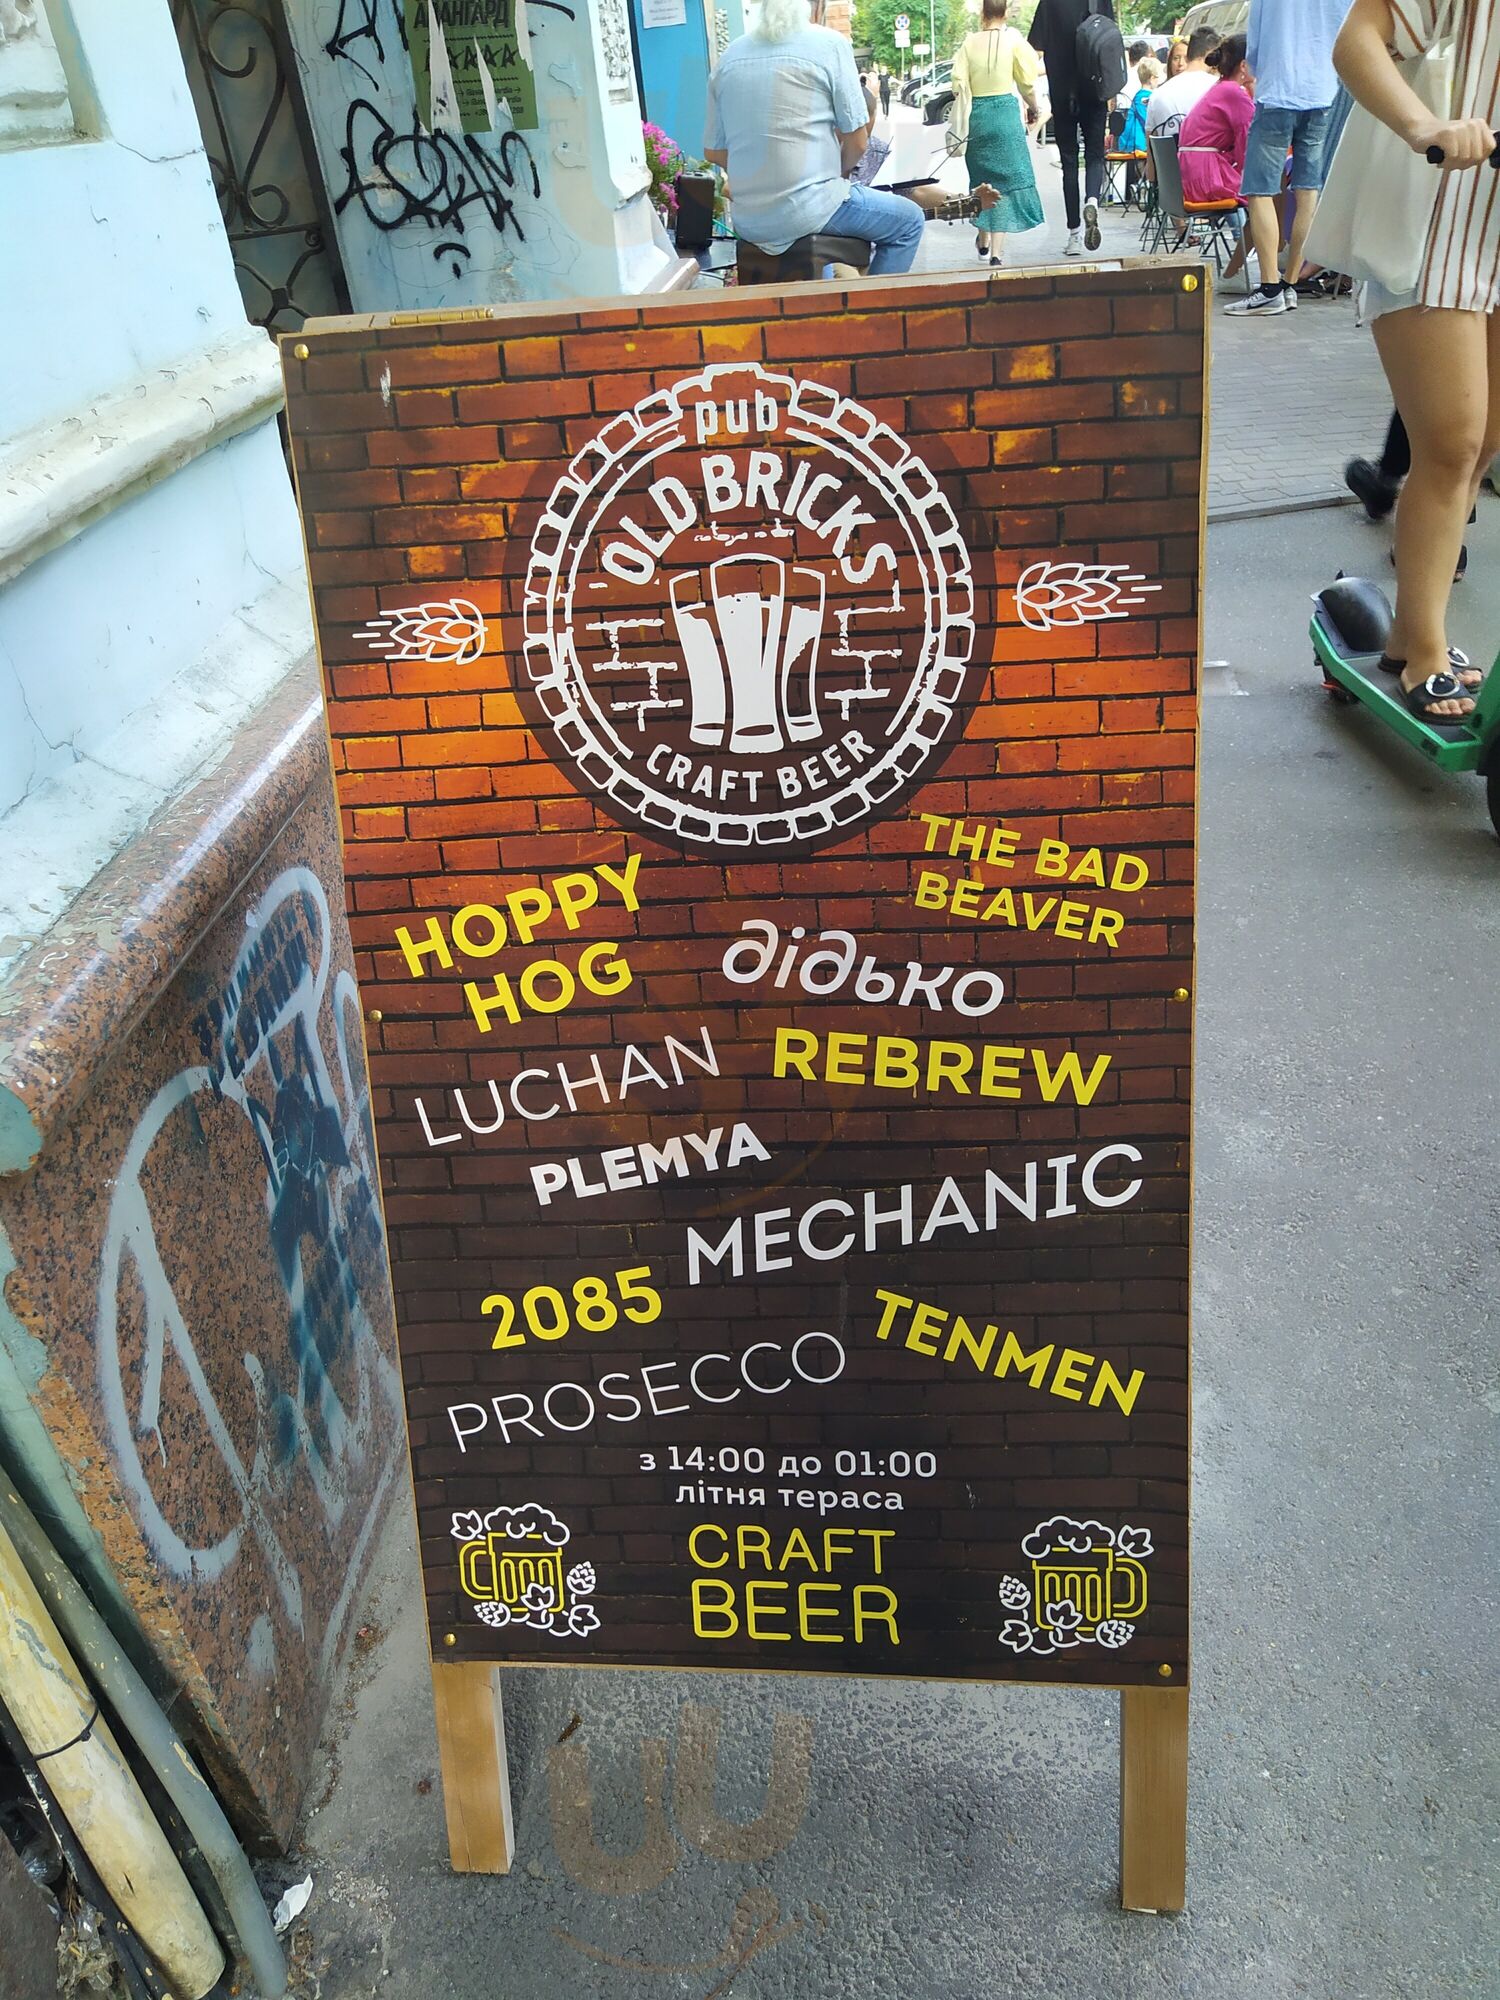 АВАНГАРД
pub
OLD BRICKS
CRAFT BEER
THE BAD
BEAVER
HOPPY
HOG
дідько
LUCHAN
REBREW
PLEMYA
MECHANIC
2085
TENMEN
PROSECCO
з 14:00 до 01:00
літня тераса
CRAFT
BEER